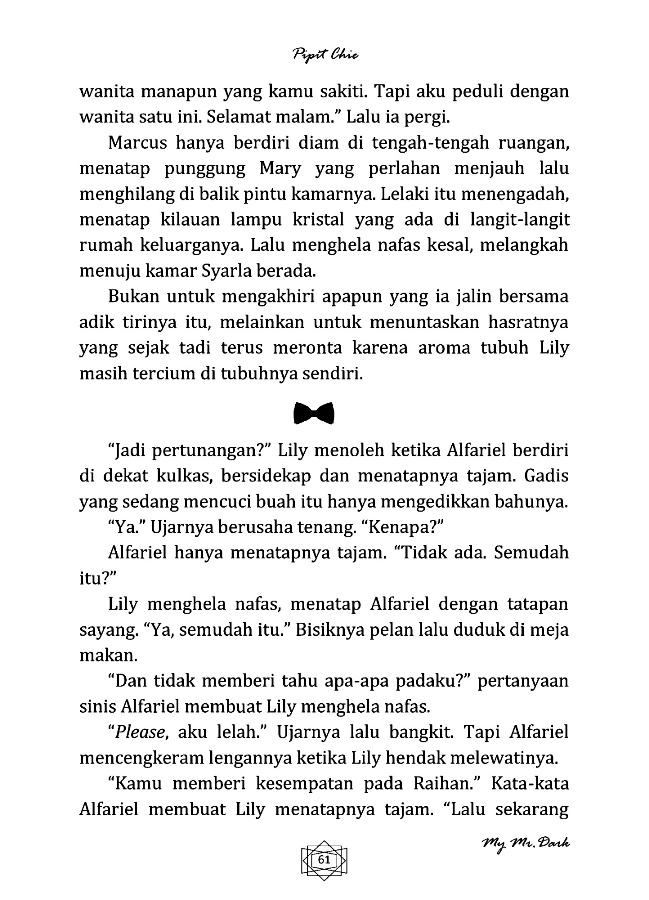 Pipit Chie
wanita manapun yang kamu sakiti. Tapi aku peduli dengan
wanita satu ini. Selamat malam.” Lalu ia pergi.
Marcus hanya berdiri diam di tengah-tengah ruangan,
menatap punggung Mary yang perlahan menjauh lalu
menghilang di balik pintu kamarnya. Lelaki itu menengadah,
menatap kilauan lampu kristal yang ada di langit-langit
rumah keluarganya. Lalu menghela nafas kesal, melangkah
menuju kamar Syarla berada.
Bukan untuk mengakhiri apapun yang ia jalin bersama
adik tirinya itu, melainkan untuk menuntaskan hasratnya
yang sejak tadi terus meronta karena aroma tubuh Lily
masih tercium di tubuhnya sendiri.
“Jadi pertunangan?” Lily menoleh ketika Alfariel berdiri
di dekat kulkas, bersidekap dan menatapnya tajam. Gadis
yang sedang mencuci buah itu hanya mengedikkan bahunya.
“Ya.” Ujarnya berusaha tenang. “Kenapa?”
Alfariel hanya menatapnya tajam. “Tidak ada. Semudah
itu?”
Lily menghela nafas, menatap Alfariel dengan tatapan
sayang. “Ya, semudah itu.” Bisiknya pelan lalu duduk di meja
makan.
“Dan tidak memberi tahu apa-apa padaku?” pertanyaan
sinis Alfariel membuat Lily menghela nafas.
“Please, aku lelah.” Ujarnya lalu bangkit. Tapi Alfariel
mencengkeram lengannya ketika Lily hendak melewatinya.
“Kamu memberi kesempatan pada Raihan.” Kata-kata
Alfariel membuat Lily menatapnya tajam. “Lalu sekarang
My Mr. Dark
61